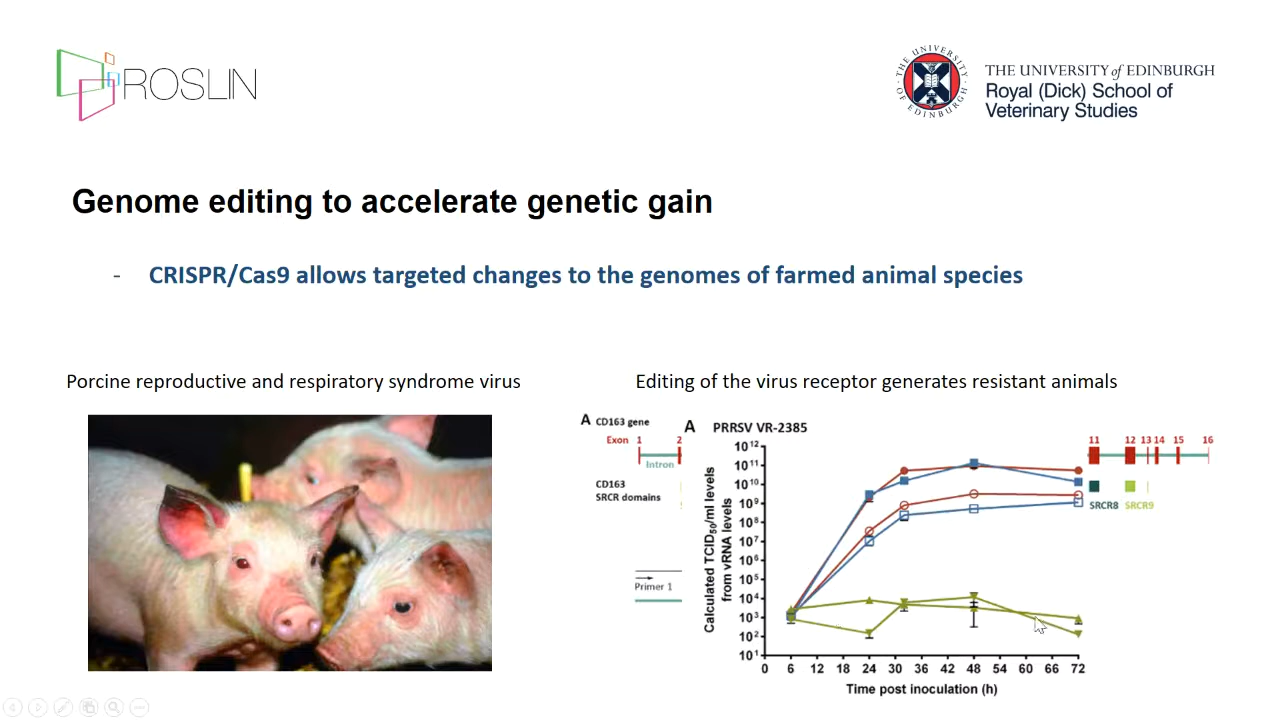 ROSLIN
THE UNIVERSITY OF EDINBURGH
THE UNIVERSITY of EDINBURGH
Royal (Dick) School of
Veterinary Studies
Genome editing to accelerate genetic gain
- CRISPR/Cas9 allows targeted changes to the genomes of farmed animal species
Porcine reproductive and respiratory syndrome virus
Editing of the virus receptor generates resistant animals
A CD163 gene
Exon 1 2
Intron
CD163
SRCR domains
Primer 1
A PRRSV VR-2385
Calculated TCID50/ml levels
from vRNA levels
10¹²
10¹¹
10¹⁰
10⁹
10⁸
10⁷
10⁶
10⁵
10⁴
10³
10²
10¹
0 6 12 18 24 30 36 42 48 54 60 66 72
Time post inoculation (h)
11 12 13 14 15 16
SRCR8 SRCR9